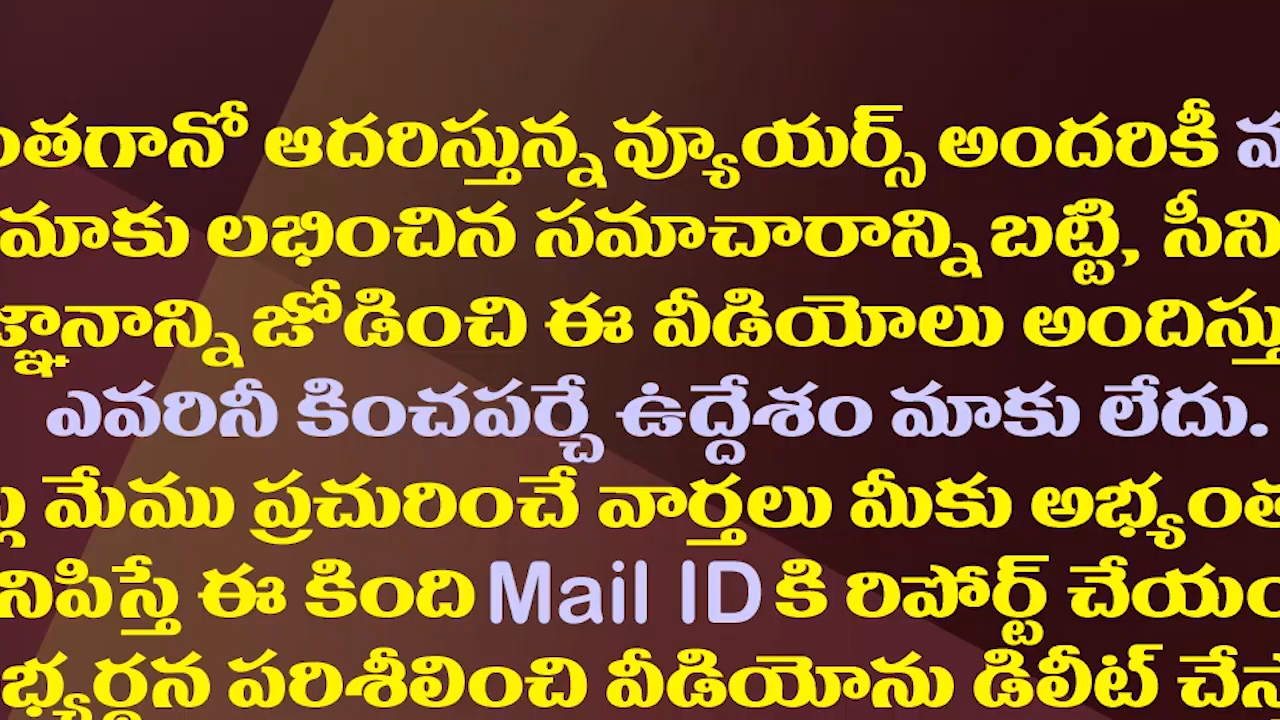 ఆదరిస్తున్న వ్యూయర్స్ అందరికీ
మాకు లభించిన సమాచారాన్ని బట్టి,
జోడించి ఈ వీడియోలు
ఎవరినీ కించపర్చే ఉద్దేశం మాకు లేదు.
మేము ప్రచురించే వార్తలు మీకు
ఈ కింది Mail ID కి రిపోర్ట్
పరిశీలించి వీడియోను డిలీట్